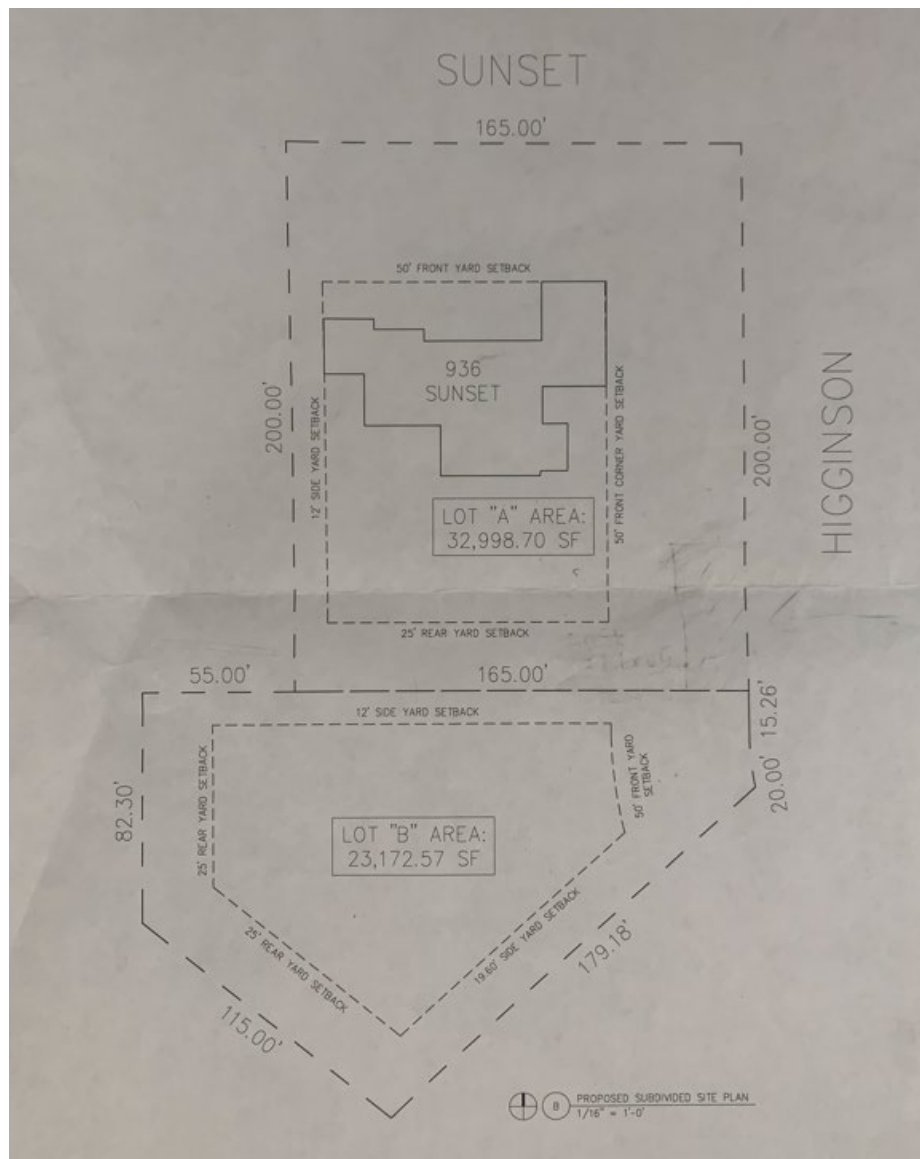 SUNSET
165.00'
50' FRONT YARD SETBACK
936
SUNSET
200.00'
12' SIDE YARD SETBACK
50' FRONT CORNER YARD SETBACK
200.00'
HIGGINSON
LOT "A" AREA:
32,998.70 SF
25' REAR YARD SETBACK
55.00'
165.00'
15.26'
12' SIDE YARD SETBACK
25' REAR YARD SETBACK
50' FRONT YARD
SETBACK
20.00'
82.30'
LOT "B" AREA:
23,172.57 SF
25' REAR YARD SETBACK
19.60' SIDE YARD SETBACK
179.18'
115.00'
B
PROPOSED SUBDIVIDED SITE PLAN
1/16" = 1'-0'